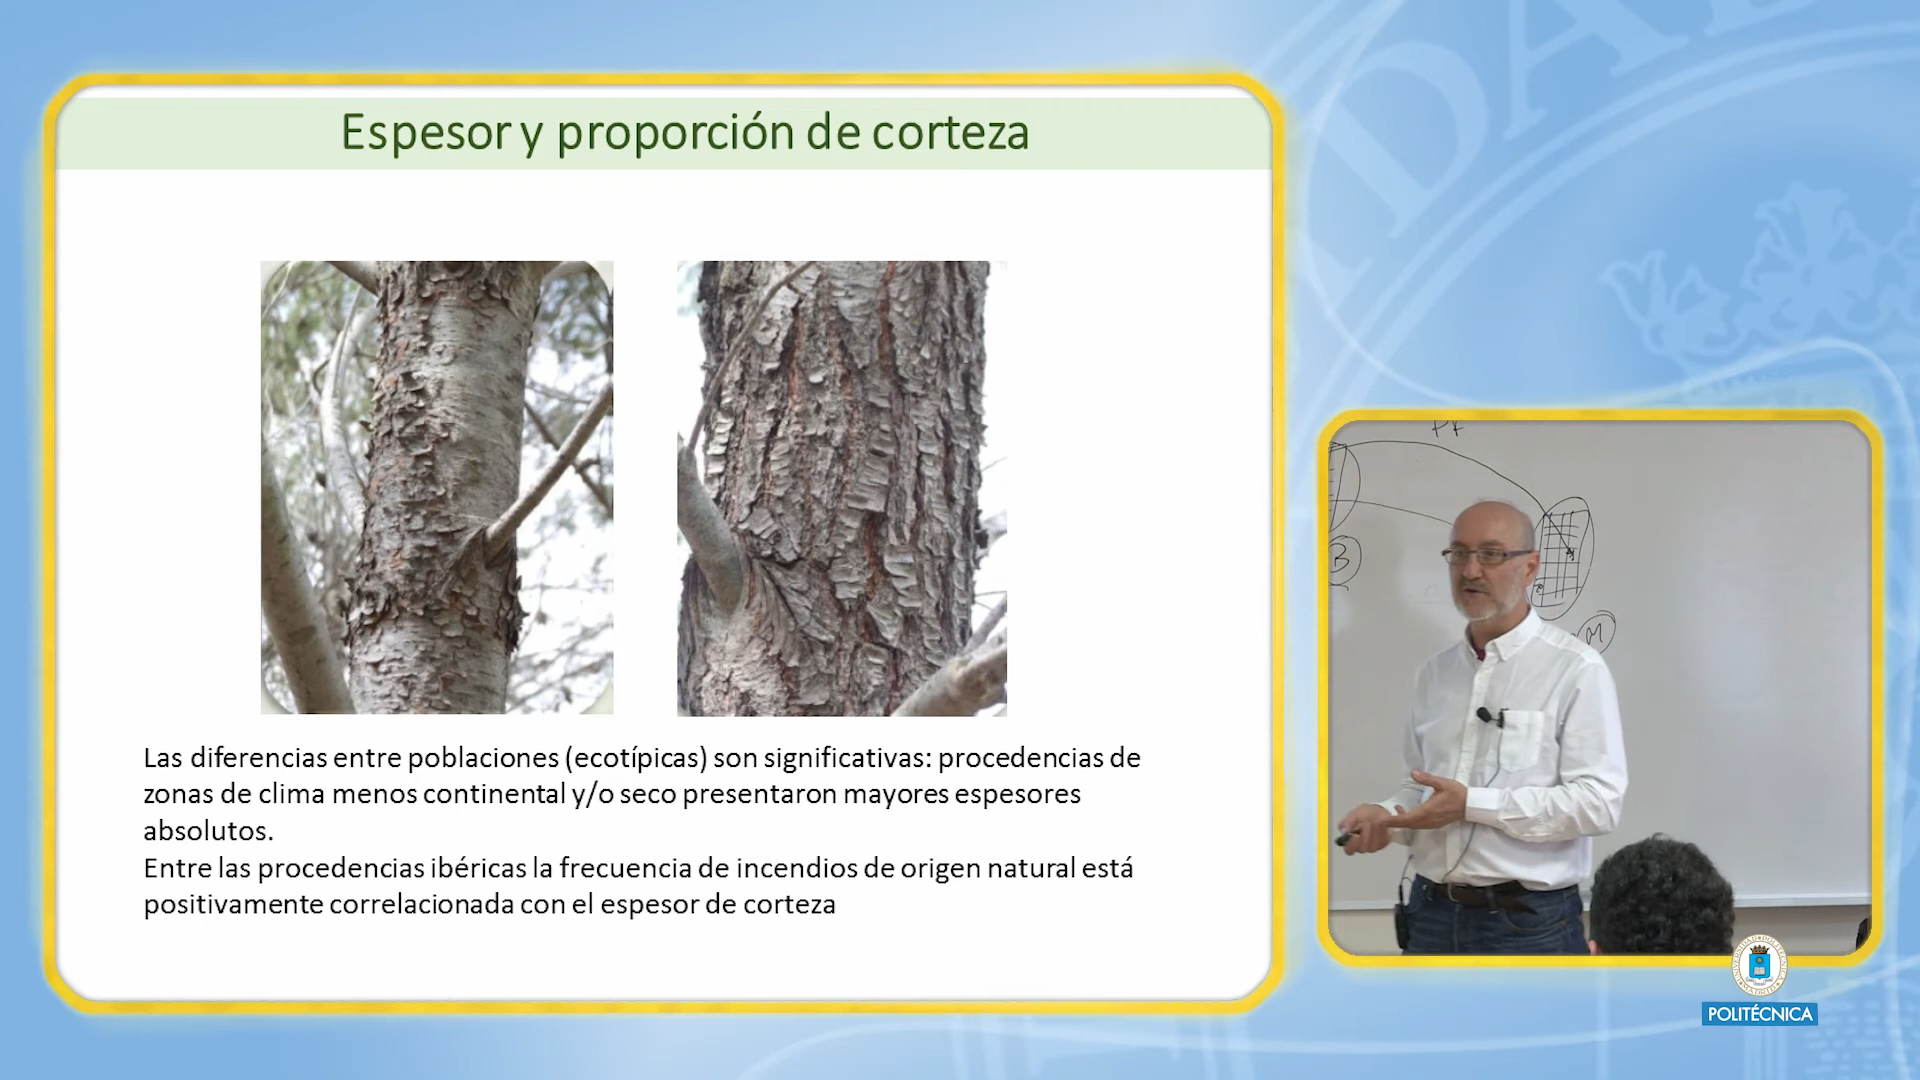 Espesor y proporción de corteza
Las diferencias entre poblaciones (ecotípicas) son significativas: procedencias de
zonas de clima menos continental y/o seco presentaron mayores espesores
absolutos.
Entre las procedencias ibéricas la frecuencia de incendios de origen natural está
positivamente correlacionada con el espesor de corteza
B
M
POLITÉCNICA